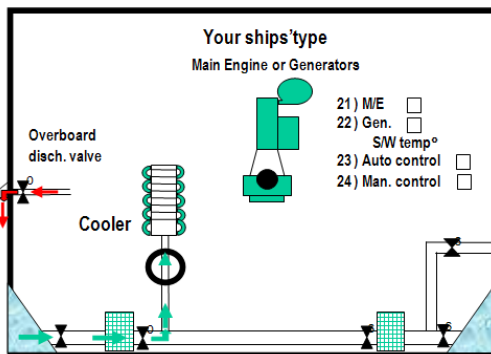 Your ships'type
Main Engine or Generators
21) M/E
22) Gen.
S/W tempº
23) Auto control
24) Man. control
Overboard
disch. valve
Cooler